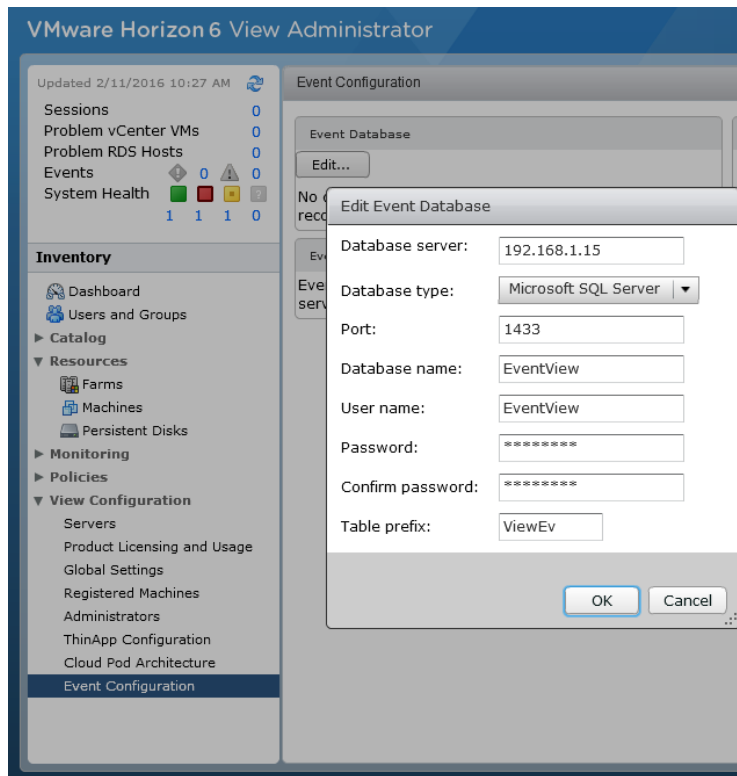 VMware Horizon 6 View Administrator
Updated 2/11/2016 10:27 AM
Sessions 0
Problem vCenter VMs 0
Problem RDS Hosts 0
Events 0 0
System Health ?
1 1 1 0
Inventory
Dashboard
Users and Groups
Catalog
Resources
Farms
Machines
Persistent Disks
Monitoring
Policies
View Configuration
Servers
Product Licensing and Usage
Global Settings
Registered Machines
Administrators
ThinApp Configuration
Cloud Pod Architecture
Event Configuration
Event Configuration
Event Database
Edit...
No
Edit Event Database
Database server: 192.168.1.15
Database type: Microsoft SQL Server
Port: 1433
Database name: EventView
User name: EventView
Password: ********
Confirm password: ********
Table prefix: ViewEv
OK Cancel